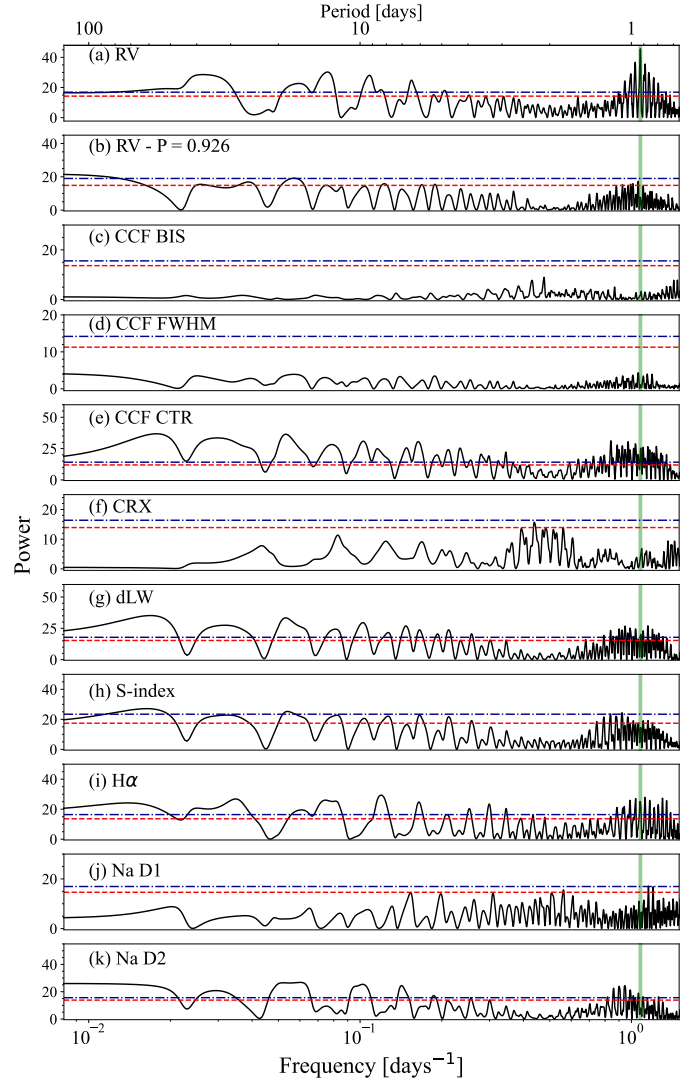 Period [days]
100 10 1
(a) RV
40
20
0
(b) RV - P = 0.926
40
20
0
(c) CCF BIS
20
0
(d) CCF FWHM
20
10
0
(e) CCF CTR
50
25
0
(f) CRX
20
0
(g) dLW
50
25
0
(h) S-index
40
20
0
(i) Hα
40
20
0
(j) Na D1
20
0
(k) Na D2
40
20
0
Power
10⁻² 10⁻¹ 10⁰
Frequency [days⁻¹]